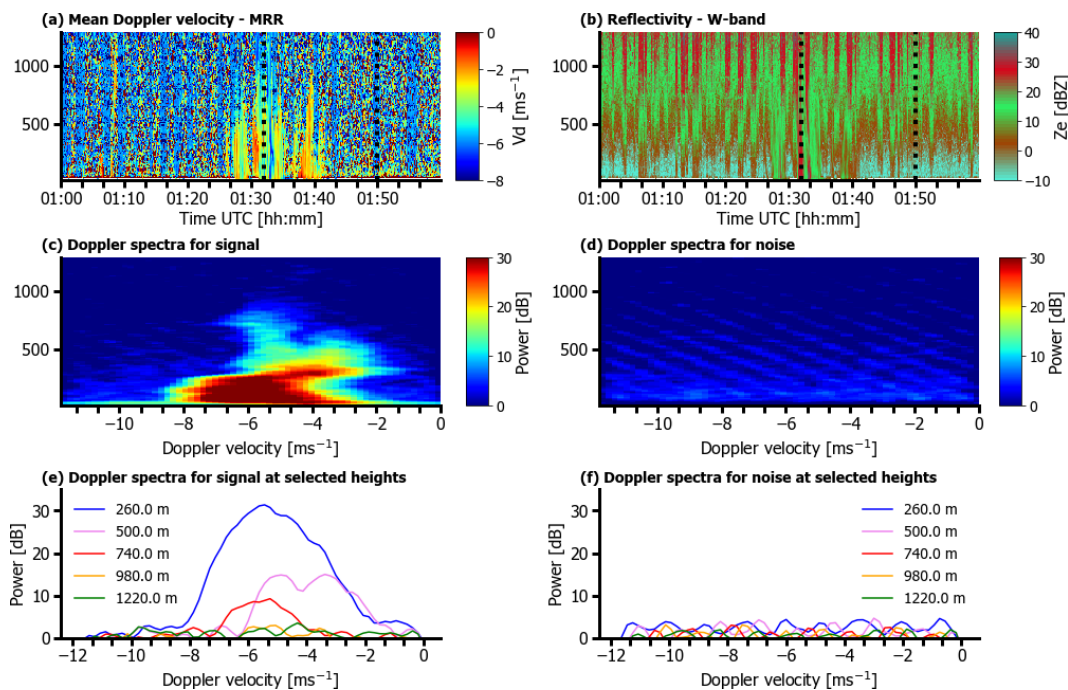 (a) Mean Doppler velocity - MRR
1000
500
01:00 01:10 01:20 01:30 01:40 01:50
Time UTC [hh:mm]
0
−2
−4
−6
−8
Vd [ms⁻¹]
(b) Reflectivity - W-band
1000
500
01:00 01:10 01:20 01:30 01:40 01:50
Time UTC [hh:mm]
40
30
20
10
0
−10
Ze [dBZ]
(c) Doppler spectra for signal
1000
500
−10 −8 −6 −4 −2 0
Doppler velocity [ms⁻¹]
30
20
10
0
Power [dB]
(d) Doppler spectra for noise
1000
500
−10 −8 −6 −4 −2 0
Doppler velocity [ms⁻¹]
30
20
10
0
Power [dB]
(e) Doppler spectra for signal at selected heights
Power [dB]
30
20
10
0
260.0 m
500.0 m
740.0 m
980.0 m
1220.0 m
−12 −10 −8 −6 −4 −2 0
Doppler velocity [ms⁻¹]
(f) Doppler spectra for noise at selected heights
Power [dB]
30
20
10
0
260.0 m
500.0 m
740.0 m
980.0 m
1220.0 m
−12 −10 −8 −6 −4 −2 0
Doppler velocity [ms⁻¹]